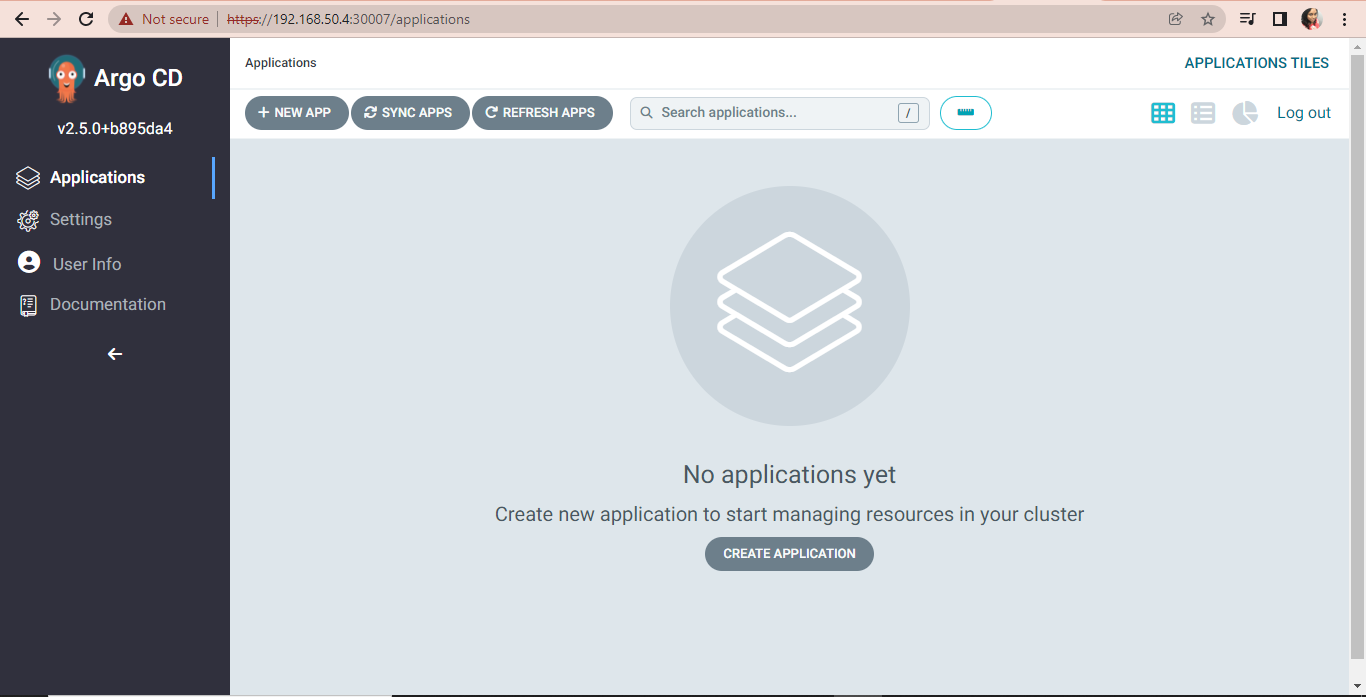 Not secure https://192.168.50.4:30007/applications
Argo CD
v2.5.0+b895da4
Applications
Settings
User Info
Documentation
Applications
APPLICATIONS TILES
+ NEW APP SYNC APPS REFRESH APPS Search applications... / Log out
No applications yet
Create new application to start managing resources in your cluster
CREATE APPLICATION